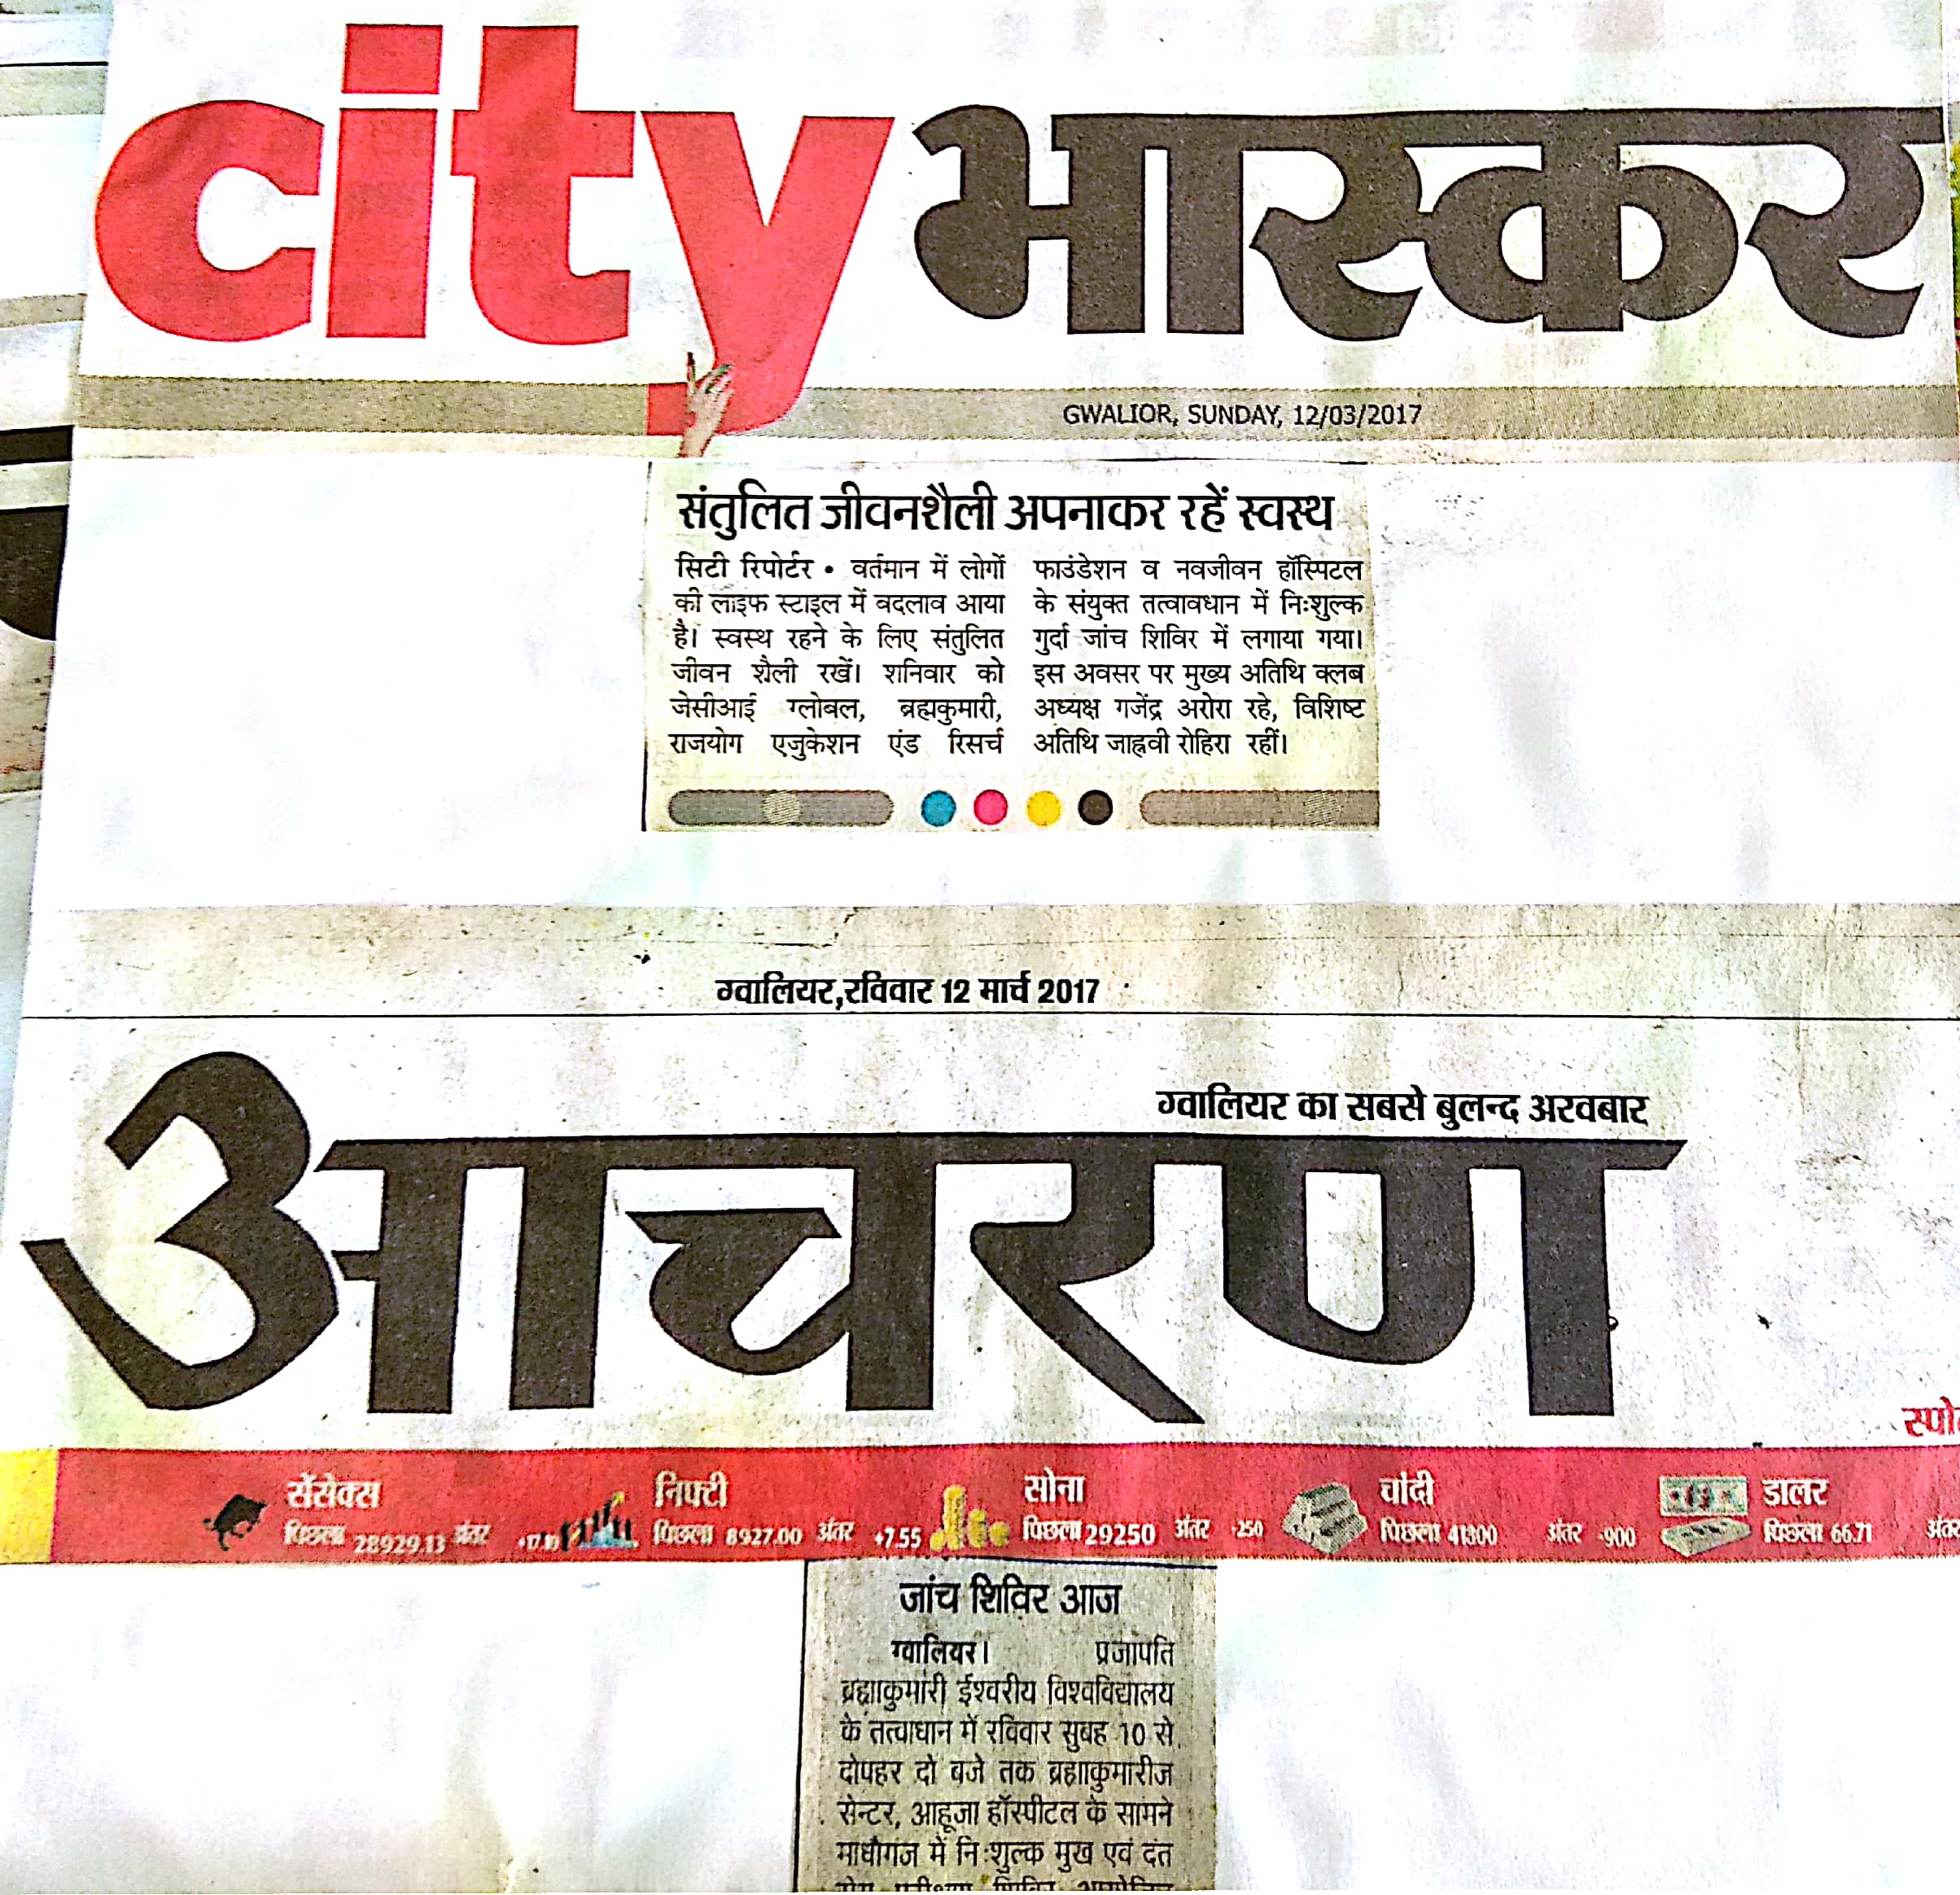 city भास्कर
GWALIOR, SUNDAY, 12/03/2017
संतुलित जीवनशैली अपनाकर रहें स्वस्थ
सिटी रिपोर्टर • वर्तमान में लोगों
की लाइफ स्टाइल में बदलाव आया
है। स्वस्थ रहने के लिए संतुलित
जीवन शैली रखें। शनिवार को
जेसीआई ग्लोबल, ब्रह्मकुमारी,
राजयोग एजुकेशन एंड रिसर्च
फाउंडेशन व नवजीवन हॉस्पिटल
के संयुक्त तत्वावधान में निःशुल्क
गुर्दा जांच शिविर में लगाया गया।
इस अवसर पर मुख्य अतिथि क्लब
अध्यक्ष गजेंद्र अरोरा रहे, विशिष्ट
अतिथि जाह्नवी रोहिरा रहीं।
ग्वालियर,रविवार 12 मार्च 2017
ग्वालियर का सबसे बुलन्द अखबार
आचरण
सेंसेक्स
पिछला 28929.13 अंतर
निफ्टी
पिछला 8927.00 अंतर +7.55
सोना
पिछला 29250 अंतर -250
चांदी
पिछला 41300 अंतर -900
डालर
पिछला 66.71
जांच शिविर आज
ग्वालियर। प्रजापति
ब्रह्माकुमारी ईश्वरीय विश्वविद्यालय
के तत्वाधान में रविवार सुबह 10 से
दोपहर दो बजे तक ब्रह्माकुमारीज
सेन्टर, आहूजा हॉस्पीटल के सामने
माधौगंज में निःशुल्क मुख एवं दंत